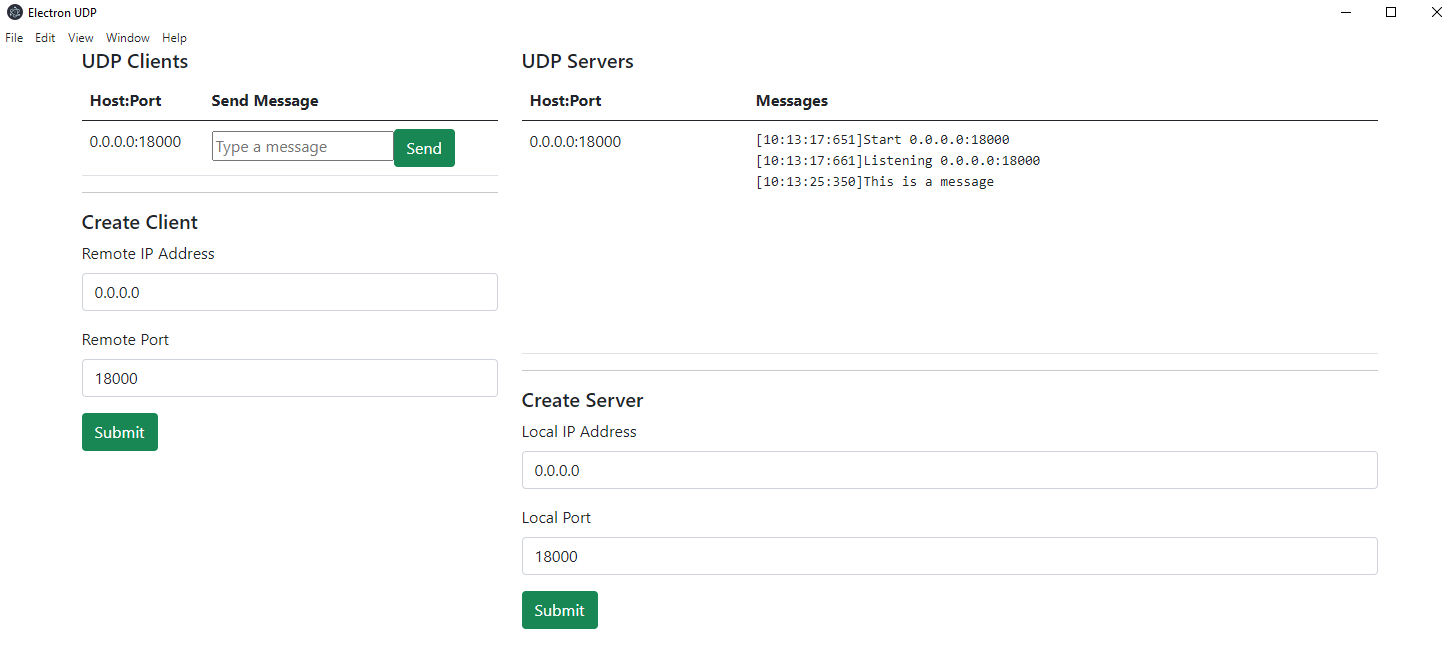 Electron UDP
File Edit View Window Help
UDP Clients
Host:Port Send Message
0.0.0.0:18000 Type a message Send
Create Client
Remote IP Address
0.0.0.0
Remote Port
18000
Submit
UDP Servers
Host:Port Messages
0.0.0.0:18000 [10:13:17:651]Start 0.0.0.0:18000
[10:13:17:661]Listening 0.0.0.0:18000
[10:13:25:350]This is a message
Create Server
Local IP Address
0.0.0.0
Local Port
18000
Submit